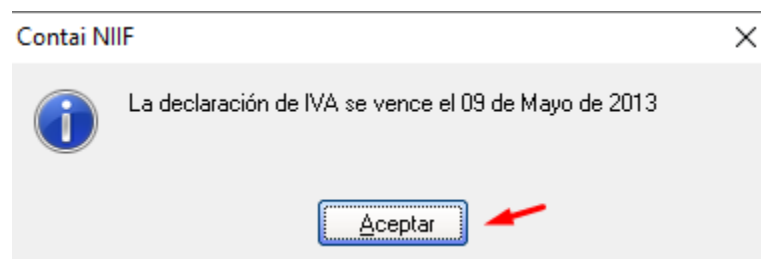 Contai NIIF
La declaración de IVA se vence el 09 de Mayo de 2013
Aceptar